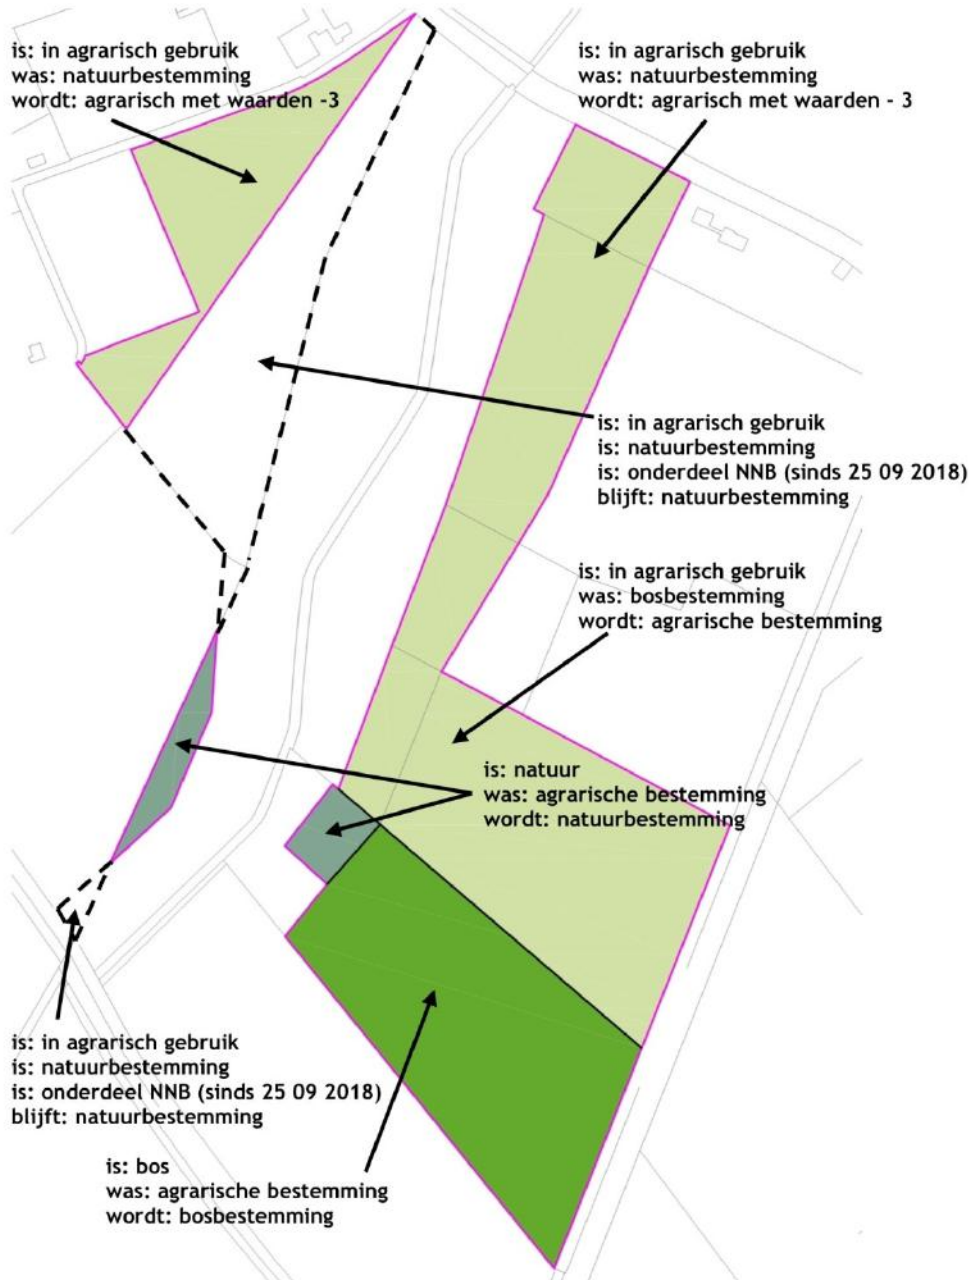 is: in agrarisch gebruik
was: natuurbestemming
wordt: agrarisch met waarden -3
is: in agrarisch gebruik
was: natuurbestemming
wordt: agrarisch met waarden - 3
is: in agrarisch gebruik
is: natuurbestemming
is: onderdeel NNB (sinds 25 09 2018)
blijft: natuurbestemming
is: in agrarisch gebruik
was: bosbestemming
wordt: agrarische bestemming
is: natuur
was: agrarische bestemming
wordt: natuurbestemming
is: in agrarisch gebruik
is: natuurbestemming
is: onderdeel NNB (sinds 25 09 2018)
blijft: natuurbestemming
is: bos
was: agrarische bestemming
wordt: bosbestemming